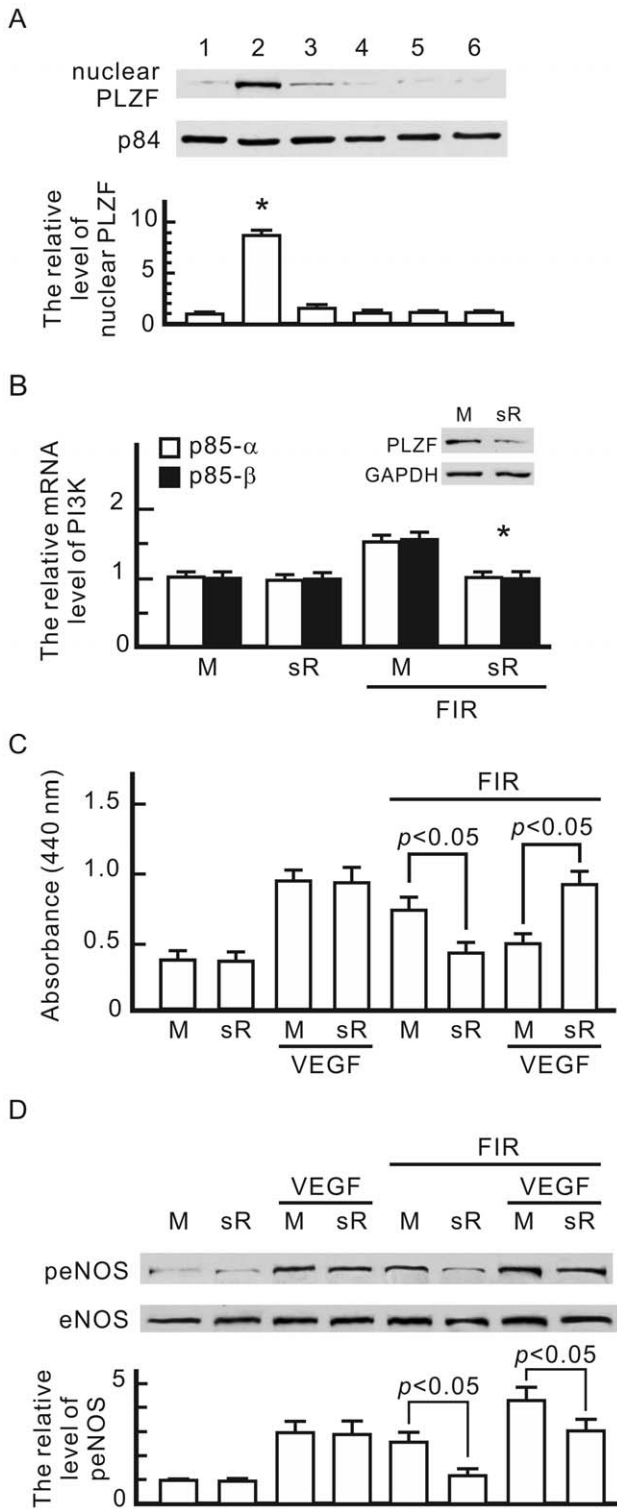 A
1 2 3 4 5 6
nuclear
PLZF
p84
The relative
level of
nuclear PLZF
10
5
0
*
B
p85-α
p85-β
M sR
PLZF
GAPDH
The relative mRNA
level of PI3K
2
1
0
*
M sR M sR
FIR
C
FIR
Absorbance (440 nm)
1.5
1.0
0.5
0
p<0.05
p<0.05
M sR M sR M sR M sR
VEGF VEGF
D
FIR
VEGF VEGF
M sR M sR M sR M sR
peNOS
eNOS
The relative
level of
peNOS
5
0
p<0.05
p<0.05